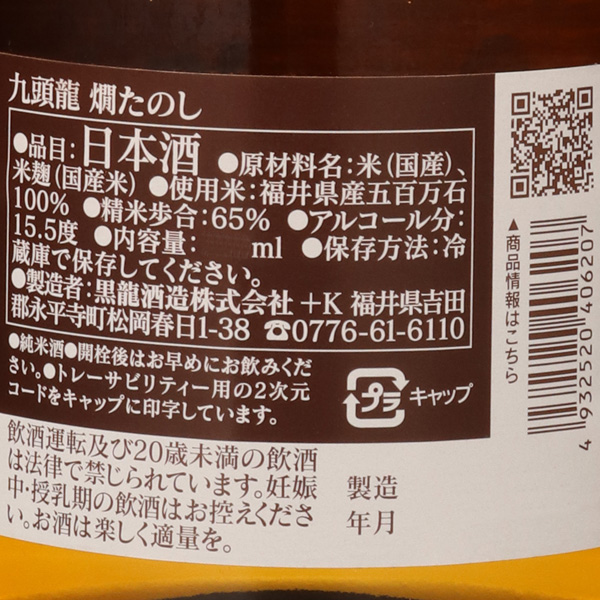 九頭龍 燗たのし
●品目：日本酒 ●原材料名：米（国産）、
米麹（国産米） ●使用米：福井県産五百万石
100% ●精米歩合：65% ●アルコール分：
15.5度 ●内容量： ml ●保存方法：冷
蔵庫で保存してください。
●製造者：黒龍酒造株式会社 +K 福井県吉田
郡永平寺町松岡春日1-38 ☎0776-61-6110
●純米酒●開栓後はお早めにお飲みくだ
さい。●トレーサビリティー用の2次元
コードをキャップに印字しています。
プラ キャップ
飲酒運転及び20歳未満の飲酒
は法律で禁じられています。妊娠
中・授乳期の飲酒はお控えくださ
い。お酒は楽しく適量を。
製造
年月
▲商品情報はこちら
4 932520 406207